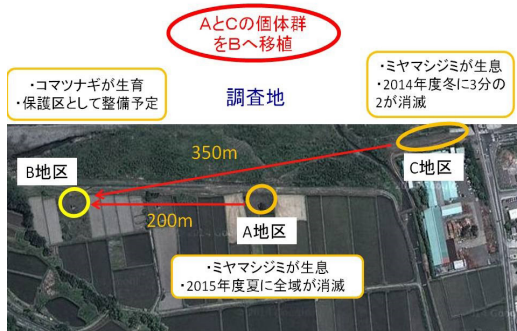 AとCの個体群
をBへ移植
・コマツナギが生育
・保護区として整備予定
調査地
・ミヤマシジミが生息
・2014年度冬に3分の
2が消滅
350m
B地区
C地区
200m
A地区
・ミヤマシジミが生息
・2015年度夏に全域が消滅